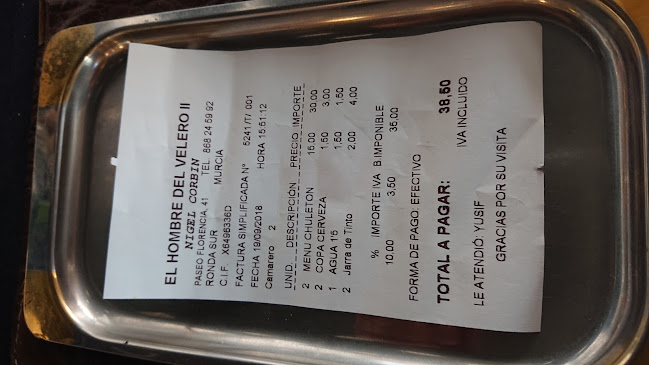 EL HOMBRE DEL VELERO II
NIGEL CORBIN
PASEO FLORENCIA, 41 TEL. 868 24 59 92
RONDA SUR MURCIA
C.I.F. X6496336D
FACTURA SIMPLIFICADA Nº 5241/T/ 001
FECHA 19/09/2018 HORA 15:51:12
Camarero 2
UNID. DESCRIPCIÓN PRECIO IMPORTE
2 MENU CHULETON 15,00 30,00
2 COPA CERVEZA 1,50 3,00
1 AGUA 1'5 1,50 1,50
2 Jarra de Tinto 2,00 4,00
% IMPORTE IVA B.IMPONIBLE
10,00 3,50 35,00
FORMA DE PAGO: EFECTIVO
TOTAL A PAGAR: 38,50
IVA INCLUIDO
LE ATENDIÓ: YUSIF
GRACIAS POR SU VISITA